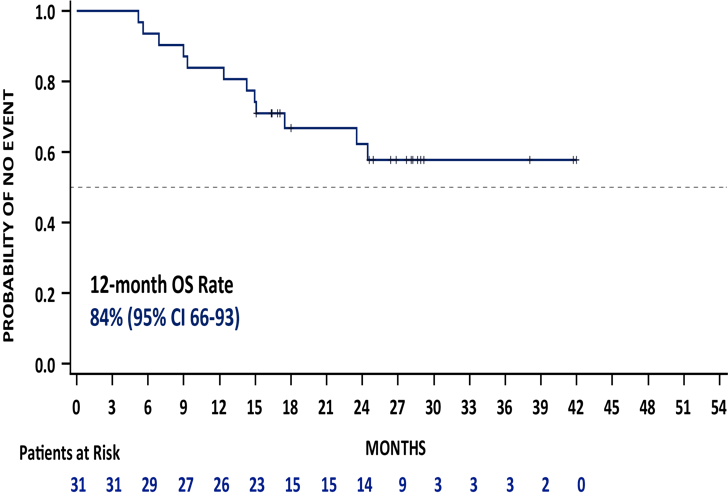 PROBABILITY OF NO EVENT
1.0
0.8
0.6
0.4
0.2
0.0
12-month OS Rate
84% (95% CI 66-93)
0 3 6 9 12 15 18 21 24 27 30 33 36 39 42 45 48 51 54
MONTHS
Patients at Risk
31 31 29 27 26 23 15 15 14 9 3 3 3 2 0